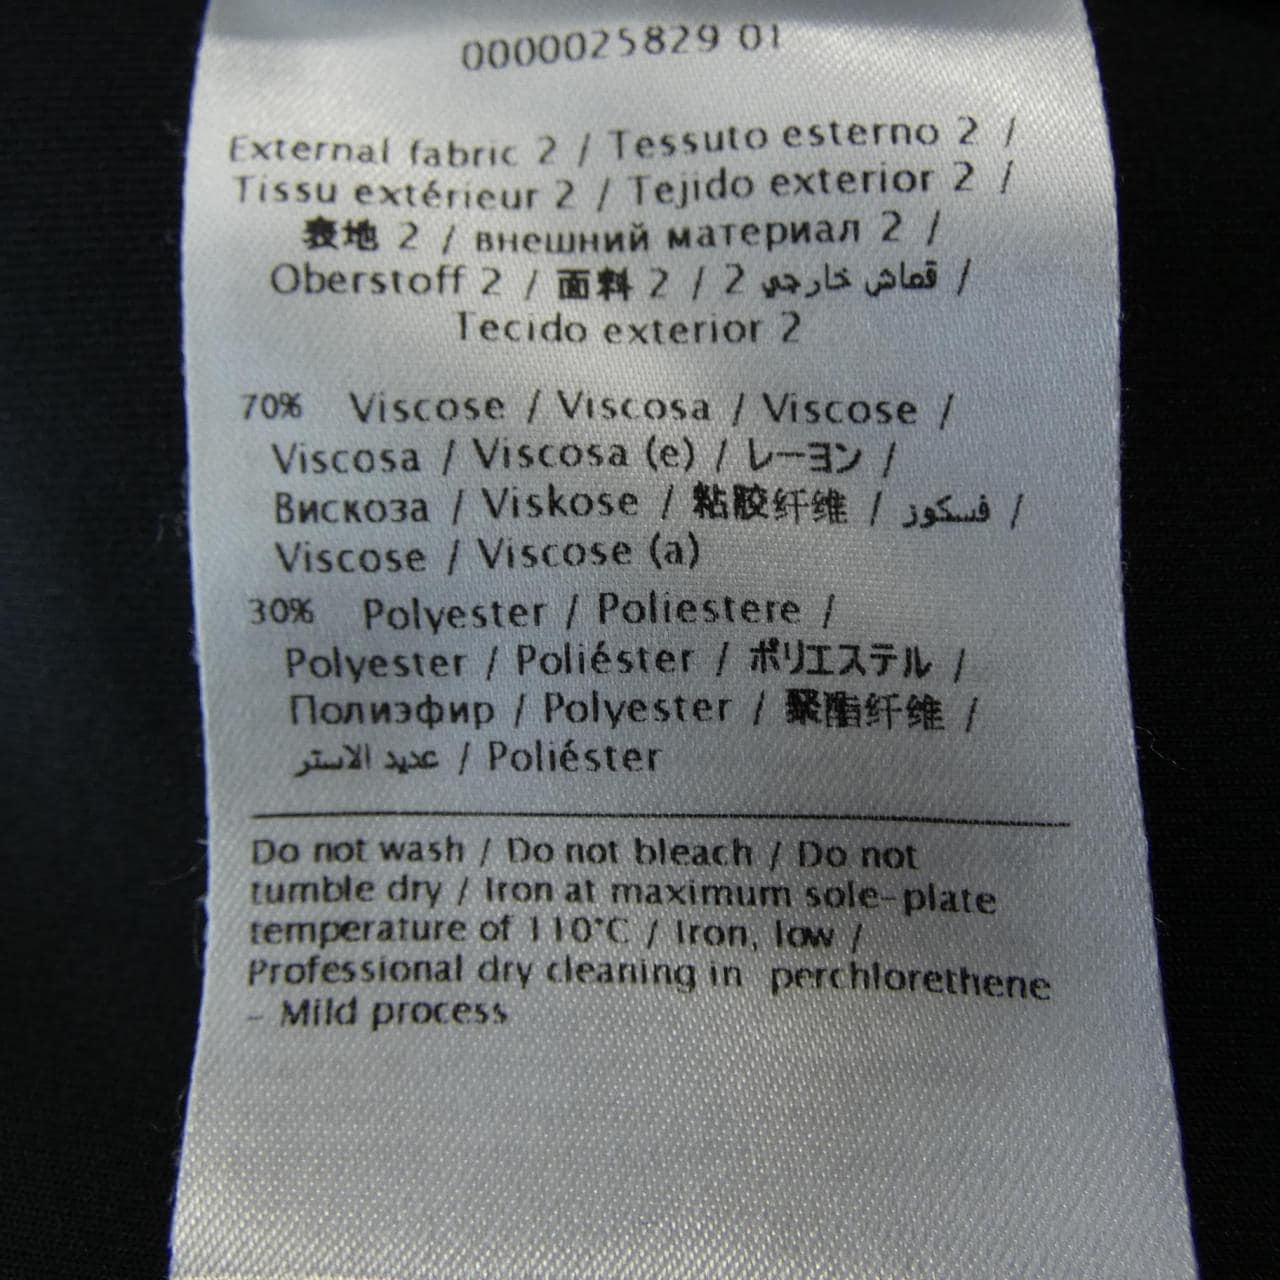 0000025829 01
External fabric 2 / Tessuto esterno 2 /
Tissu extérieur 2 / Tejido exterior 2 /
表地 2 / внешний материал 2 /
Oberstoff 2 / 面料 2 / قماش خارجي 2 /
Tecido exterior 2
70% Viscose / Viscosa / Viscose /
Viscosa / Viscosa (e) / レーヨン /
Вискоза / Viskose / 粘胶纤维 / فسكوز /
Viscose / Viscose (a)
30% Polyester / Poliestere /
Polyester / Poliéster / ポリエステル /
Полиэфир / Polyester / 聚酯纤维 /
عديد الاستر / Poliéster
Do not wash / Do not bleach / Do not
tumble dry / Iron at maximum sole-plate
temperature of 110°C / Iron, low /
Professional dry cleaning in perchlorethene
- Mild process